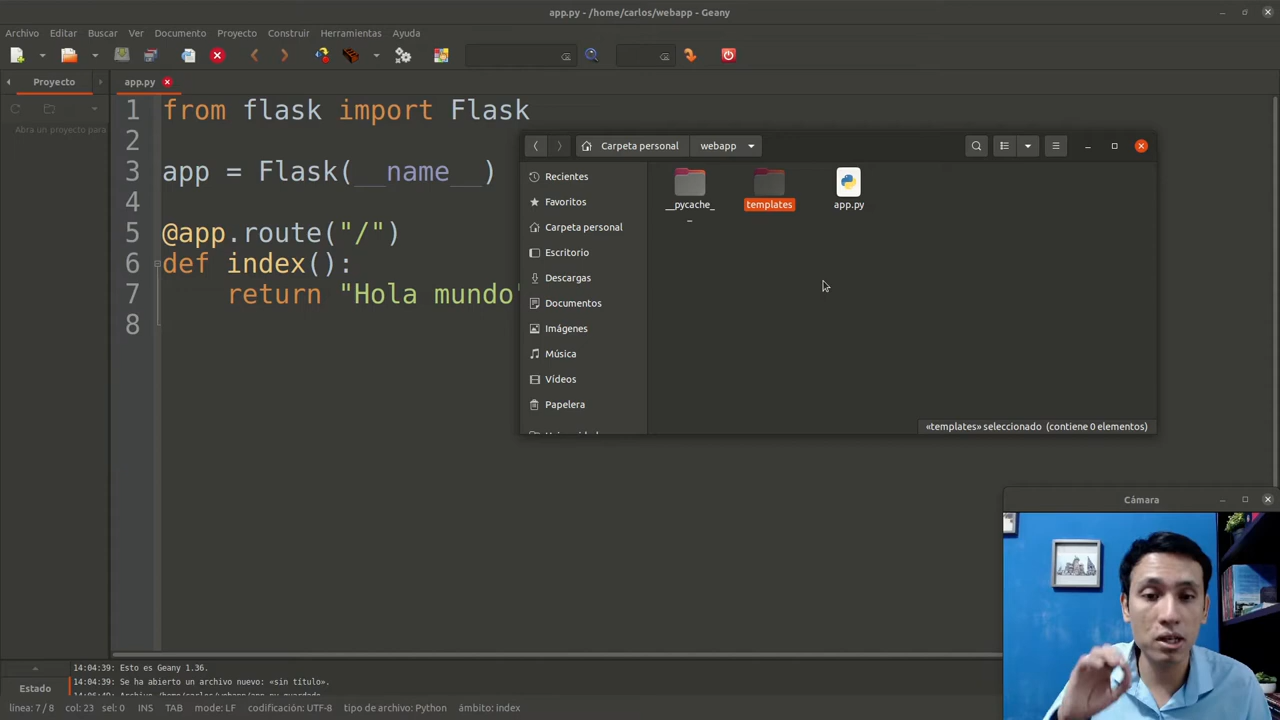 app.py - /home/carlos/webapp - Geany
Archivo Editar Buscar Ver Documento Proyecto Construir Herramientas Ayuda
Proyecto
app.py
Abra un proyecto para
1 from flask import Flask
2
3 app = Flask(__name__)
4
5 @app.route("/")
6 def index():
7 return "Hola mundo"
8
Carpeta personal webapp
Recientes
Favoritos
Carpeta personal
Escritorio
Descargas
Documentos
Imágenes
Música
Vídeos
Papelera
__pycache_
_
templates
app.py
«templates» seleccionado (contiene 0 elementos)
Cámara
14:04:39: Esto es Geany 1.36.
14:04:39: Se ha abierto un archivo nuevo: «sin título».
Estado
línea: 7 / 8 col: 23 sel: 0 INS TAB mode: LF codificación: UTF-8 tipo de archivo: Python ámbito: index